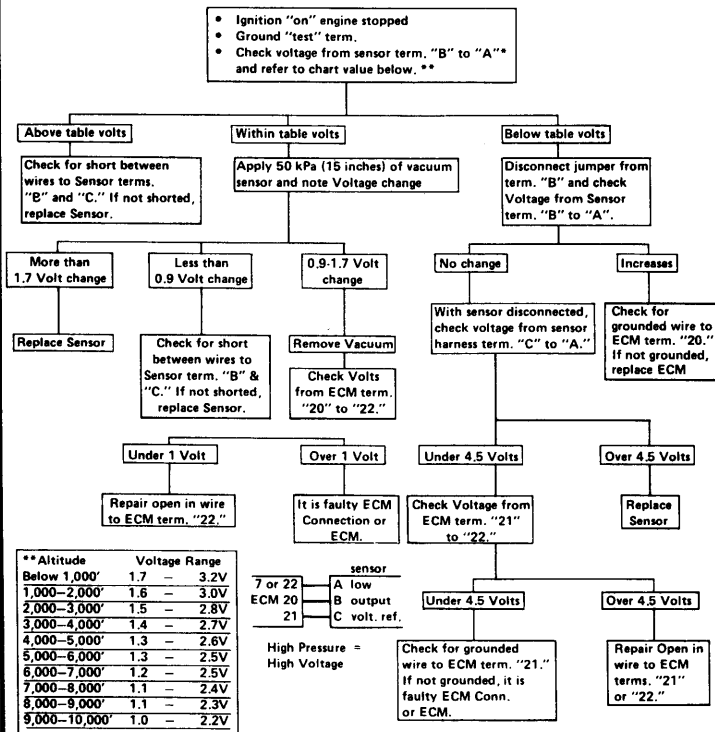 • Ignition "on" engine stopped
• Ground "test" term.
• Check voltage from sensor term. "B" to "A"*
and refer to chart value below. **
Above table volts
Within table volts
Below table volts
Check for short between
wires to Sensor terms.
"B" and "C." If not shorted,
replace Sensor.
Apply 50 kPa (15 inches) of vacuum
sensor and note Voltage change
Disconnect jumper from
term. "B" and check
Voltage from Sensor
term. "B" to "A".
More than
1.7 Volt change
Less than
0.9 Volt change
0.9-1.7 Volt
change
No change
Increases
Replace Sensor
Check for short
between wires to
Sensor term. "B" &
"C." If not shorted,
replace Sensor.
Remove Vacuum
Check Volts
from ECM term.
"20" to "22."
With sensor disconnected,
check voltage from sensor
harness term. "C" to "A."
Check for
grounded wire to
ECM term. "20."
If not grounded,
replace ECM
Under 1 Volt
Over 1 Volt
Under 4.5 Volts
Over 4.5 Volts
Repair open in wire
to ECM term. "22."
It is faulty ECM
Connection or
ECM.
Check Voltage from
ECM term. "21"
to "22."
Replace
Sensor
**Altitude Voltage Range
Below 1,000' 1.7 – 3.2V
1,000–2,000' 1.6 – 3.0V
2,000–3,000' 1.5 – 2.8V
3,000–4,000' 1.4 – 2.7V
4,000–5,000' 1.3 – 2.6V
5,000–6,000' 1.3 – 2.5V
6,000–7,000' 1.2 – 2.5V
7,000–8,000' 1.1 – 2.4V
8,000–9,000' 1.1 – 2.3V
9,000–10,000' 1.0 – 2.2V
sensor
7 or 22 A low
ECM 20 B output
21 C volt. ref.
High Pressure =
High Voltage
Under 4.5 Volts
Over 4.5 Volts
Check for grounded
wire to ECM term. "21."
If not grounded, it is
faulty ECM Conn.
or ECM.
Repair Open in
wire to ECM
terms. "21"
or "22."